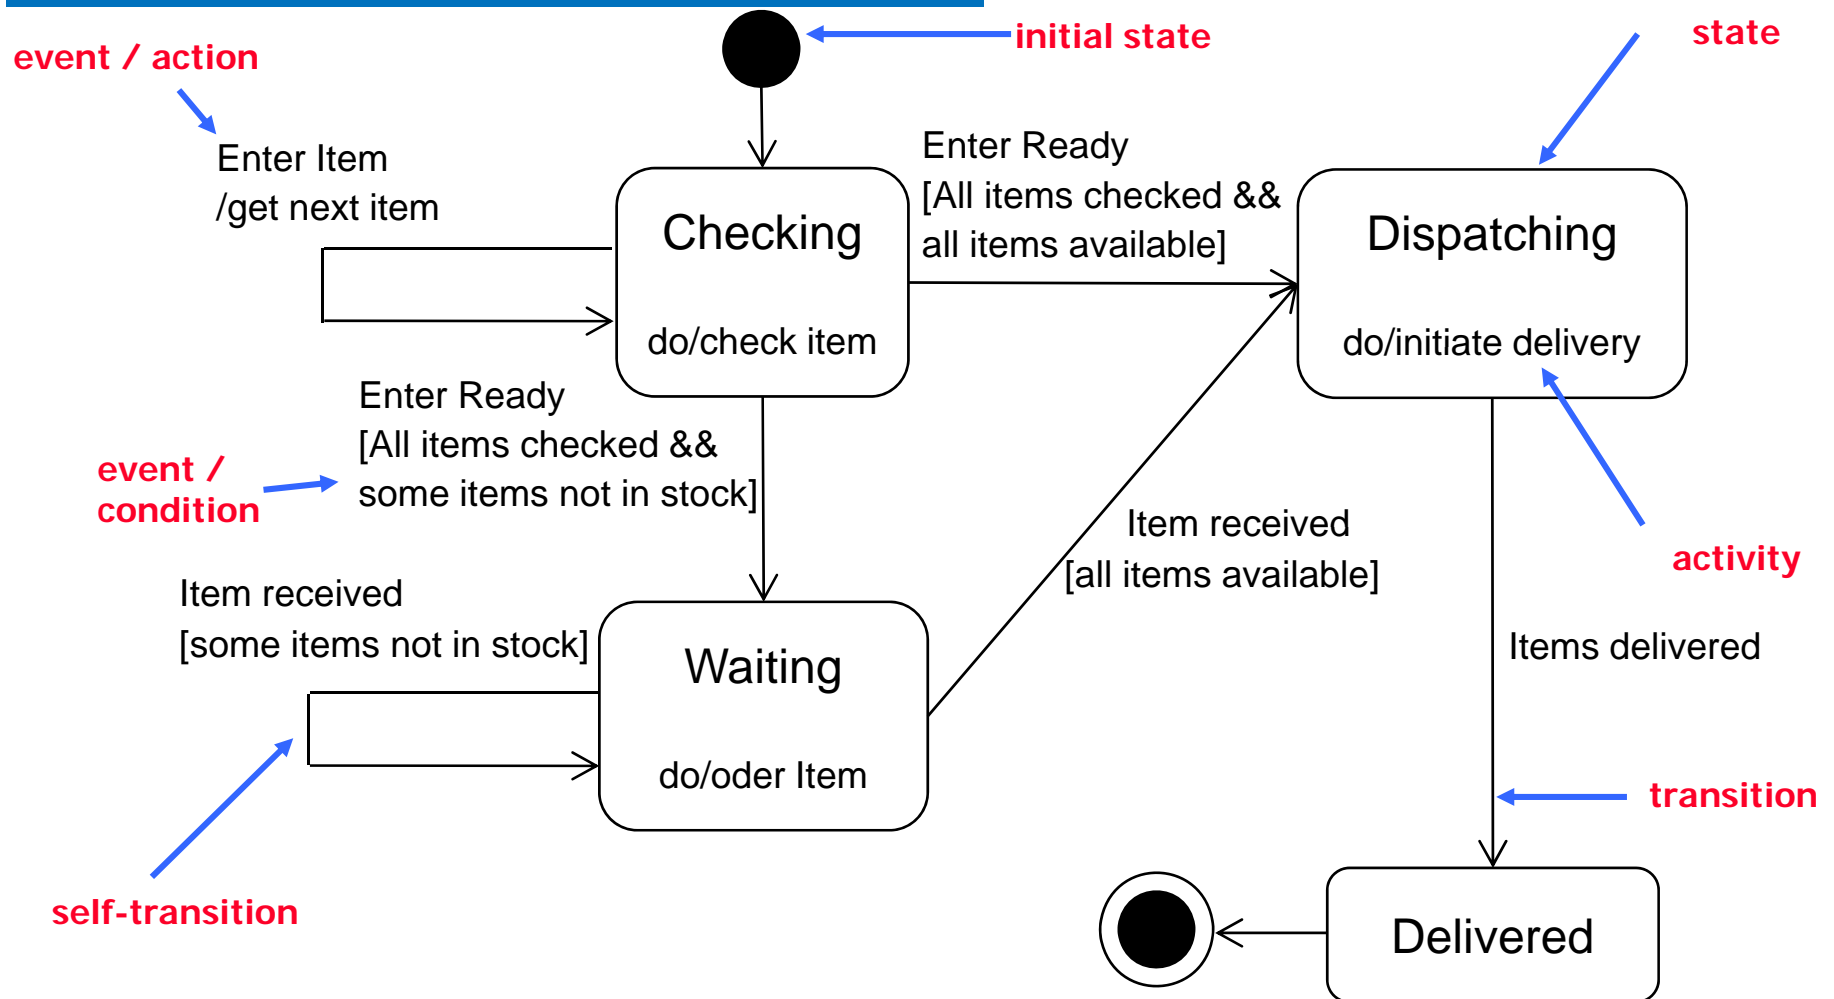 initial state
state
event / action
Enter Item
/get next item
Enter Ready
[All items checked &&
all items available]
Checking
do/check item
Dispatching
do/initiate delivery
Enter Ready
[All items checked &&
some items not in stock]
event /
condition
Item received
[all items available]
activity
Item received
[some items not in stock]
Waiting
do/oder Item
Items delivered
transition
self-transition
Delivered